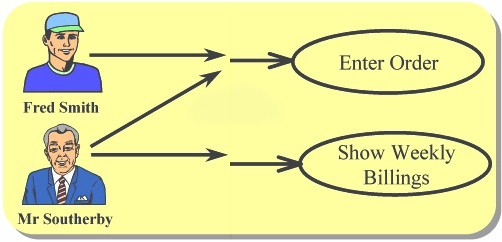 Enter Order
Fred Smith
Show Weekly
Billings
Mr Southerby